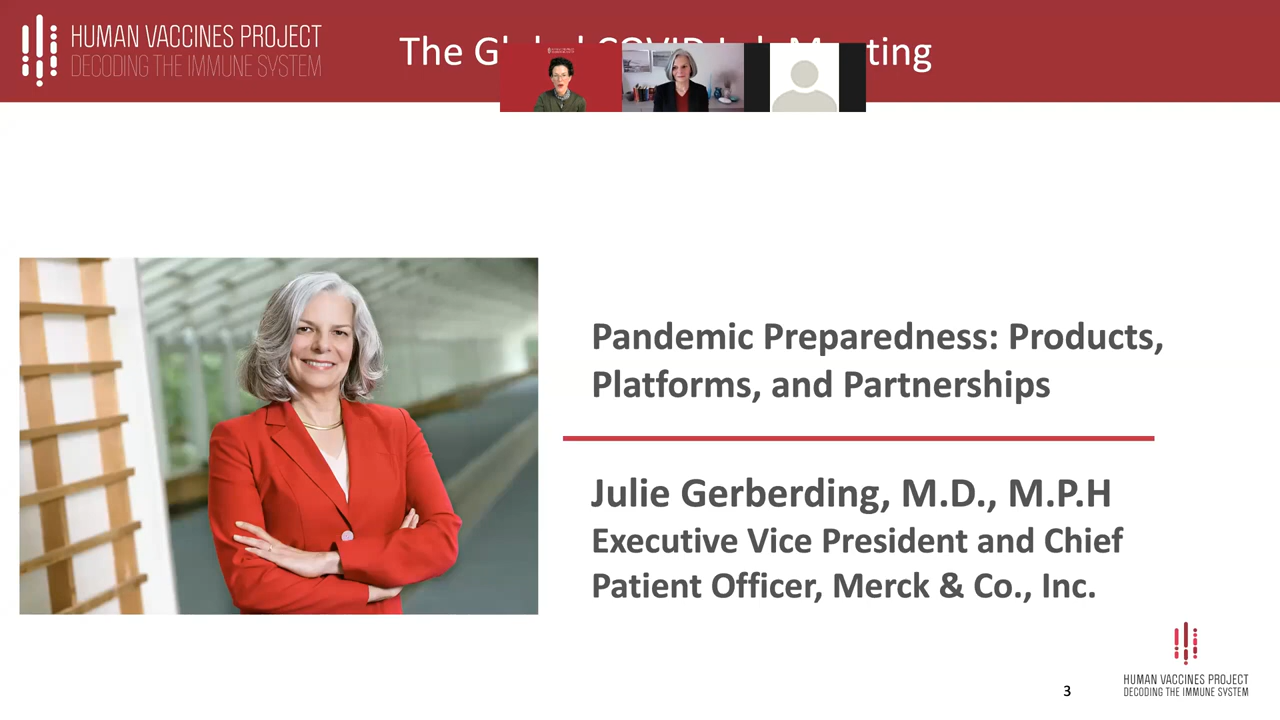 HUMAN VACCINES PROJECT
DECODING THE IMMUNE SYSTEM
The Meeting
Pandemic Preparedness: Products,
Platforms, and Partnerships
Julie Gerberding, M.D., M.P.H
Executive Vice President and Chief
Patient Officer, Merck & Co., Inc.
HUMAN VACCINES PROJECT
DECODING THE IMMUNE SYSTEM
3